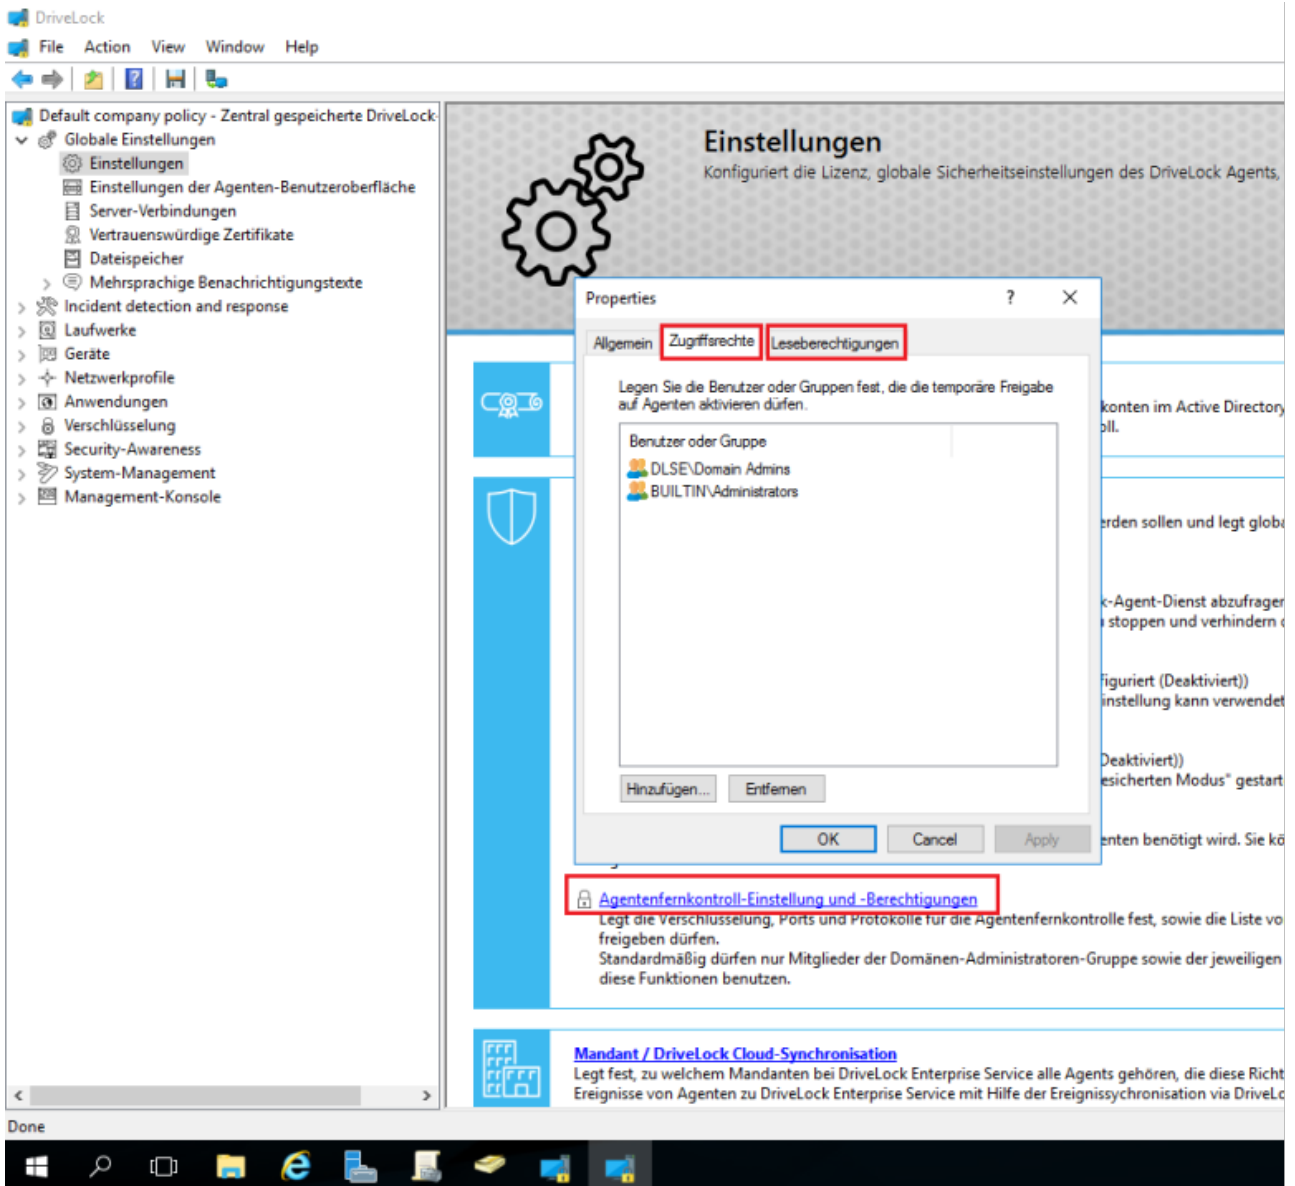 DriveLock
File Action View Window Help
Default company policy - Zentral gespeicherte DriveLock-
Globale Einstellungen
Einstellungen
Einstellungen der Agenten-Benutzeroberfläche
Server-Verbindungen
Vertrauenswürdige Zertifikate
Dateispeicher
Mehrsprachige Benachrichtigungstexte
Incident detection and response
Laufwerke
Geräte
Netzwerkprofile
Anwendungen
Verschlüsselung
Security-Awareness
System-Management
Management-Konsole
Einstellungen
Konfiguriert die Lizenz, globale Sicherheitseinstellungen des DriveLock Agents,
Properties
Allgemein Zugriffsrechte Leseberechtigungen
Legen Sie die Benutzer oder Gruppen fest, die die temporäre Freigabe
auf Agenten aktivieren dürfen.
Benutzer oder Gruppe
DLSE\Domain Admins
BUILTIN\Administrators
Hinzufügen... Entfernen
OK Cancel Apply
konten im Active Directory
oll.
erden sollen und legt globa
k-Agent-Dienst abzufragen
stoppen und verhindern
figuriert (Deaktiviert))
instellung kann verwendet
Deaktiviert))
esicherten Modus" gestart
enten benötigt wird. Sie kö
Agentenfernkontroll-Einstellung und -Berechtigungen
Legt die Verschlüsselung, Ports und Protokolle für die Agentenfernkontrolle fest, sowie die Liste vo
freigeben dürfen.
Standardmäßig dürfen nur Mitglieder der Domänen-Administratoren-Gruppe sowie der jeweiligen
diese Funktionen benutzen.
Mandant / DriveLock Cloud-Synchronisation
Legt fest, zu welchem Mandanten bei DriveLock Enterprise Service alle Agents gehören, die diese Richt
Ereignisse von Agenten zu DriveLock Enterprise Service mit Hilfe der Ereignissychronisation via DriveLo
Done